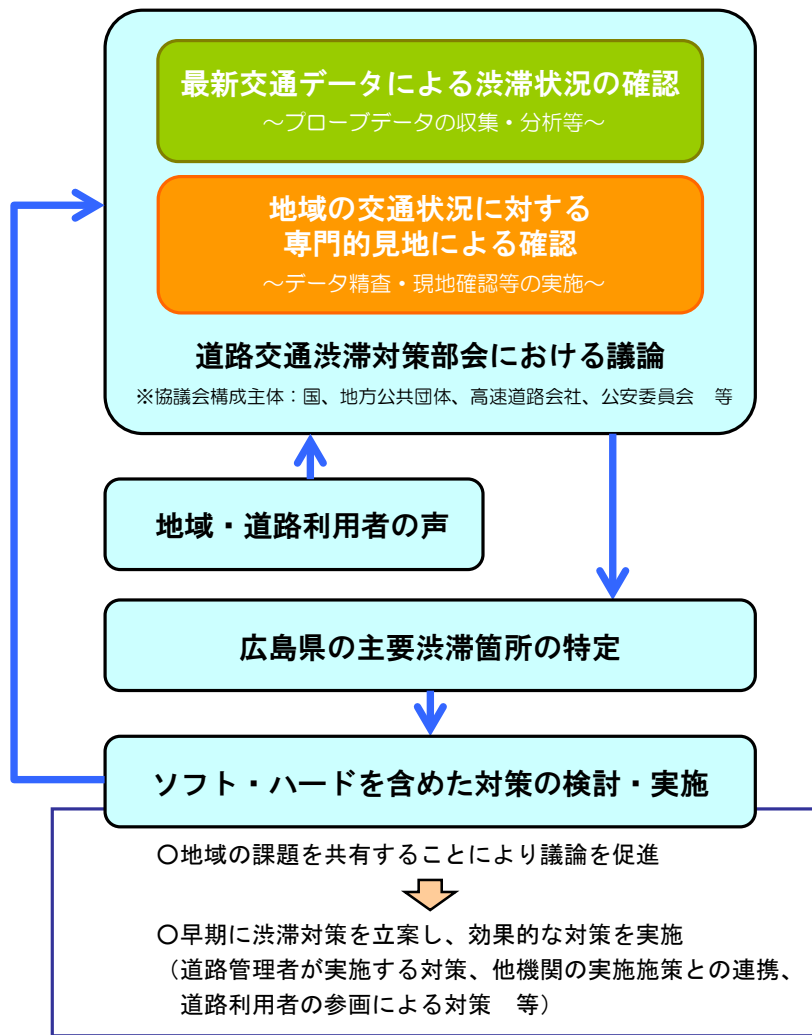 最新交通データによる渋滞状況の確認
～プローブデータの収集・分析等～
地域の交通状況に対する
専門的見地による確認
～データ精査・現地確認等の実施～
道路交通渋滞対策部会における議論
※協議会構成主体：国、地方公共団体、高速道路会社、公安委員会　等
地域・道路利用者の声
広島県の主要渋滞箇所の特定
ソフト・ハードを含めた対策の検討・実施
○地域の課題を共有することにより議論を促進
○早期に渋滞対策を立案し、効果的な対策を実施
（道路管理者が実施する対策、他機関の実施施策との連携、
道路利用者の参画による対策　等）